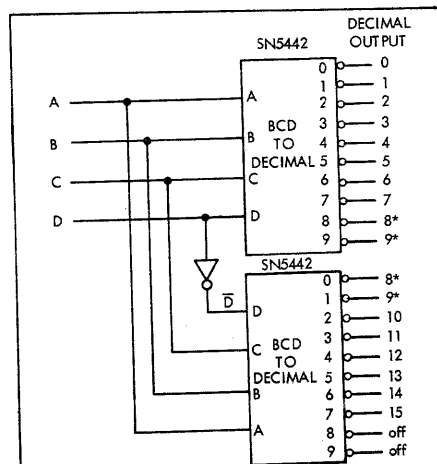 DECIMAL
SN5442 OUTPUT
0 0
1 1
A A 2 2
3 3
B B BCD 4 4
TO
DECIMAL 5 5
C C 6 6
7 7
D D 8 8*
9 9*
SN5442
0 8*
D̅ 1 9*
D 2 10
3 11
C BCD 4 12
TO
DECIMAL 5 13
B 6 14
7 15
A 8 off
9 off